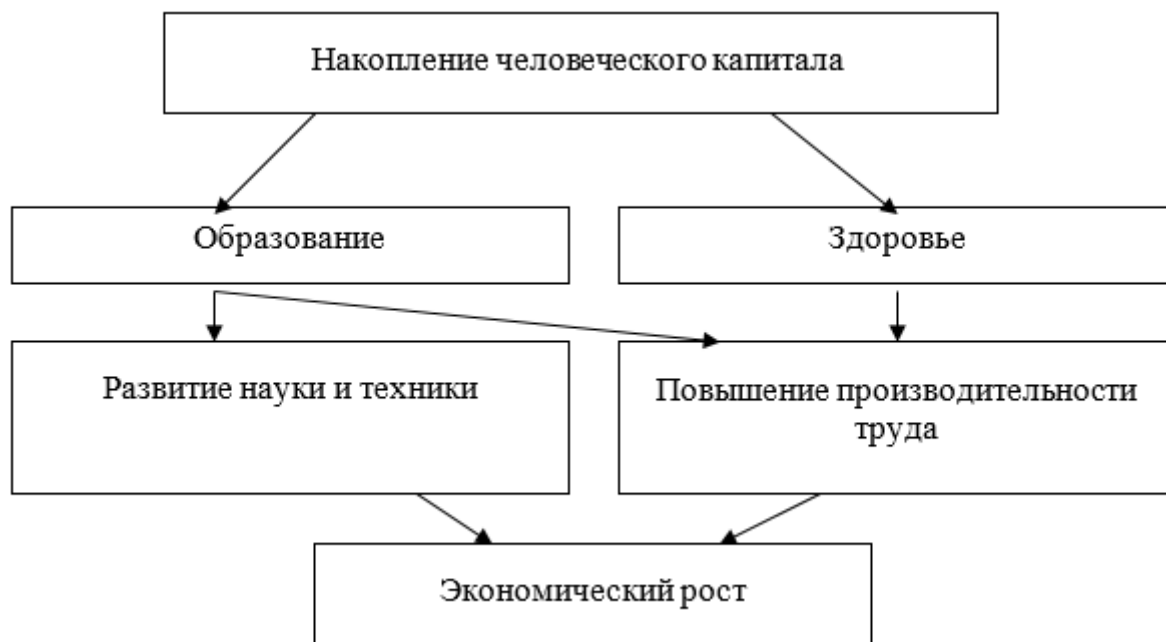 Накопление человеческого капитала
Образование
Здоровье
Развитие науки и техники
Повышение производительности
труда
Экономический рост